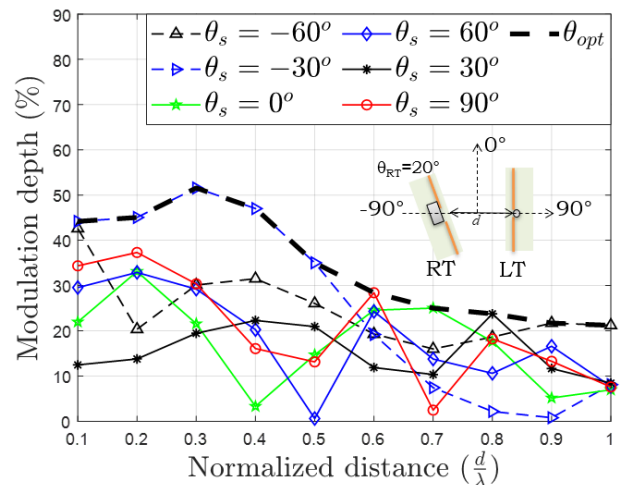 90
80
70
60
50
40
30
20
10
0
Modulation depth (%)
θs = −60°
θs = 60°
θopt
θs = −30°
θs = 30°
θs = 0°
θs = 90°
0°
θRT=20°
-90°
d
90°
RT
LT
0.1 0.2 0.3 0.4 0.5 0.6 0.7 0.8 0.9 1
Normalized distance (d/λ)